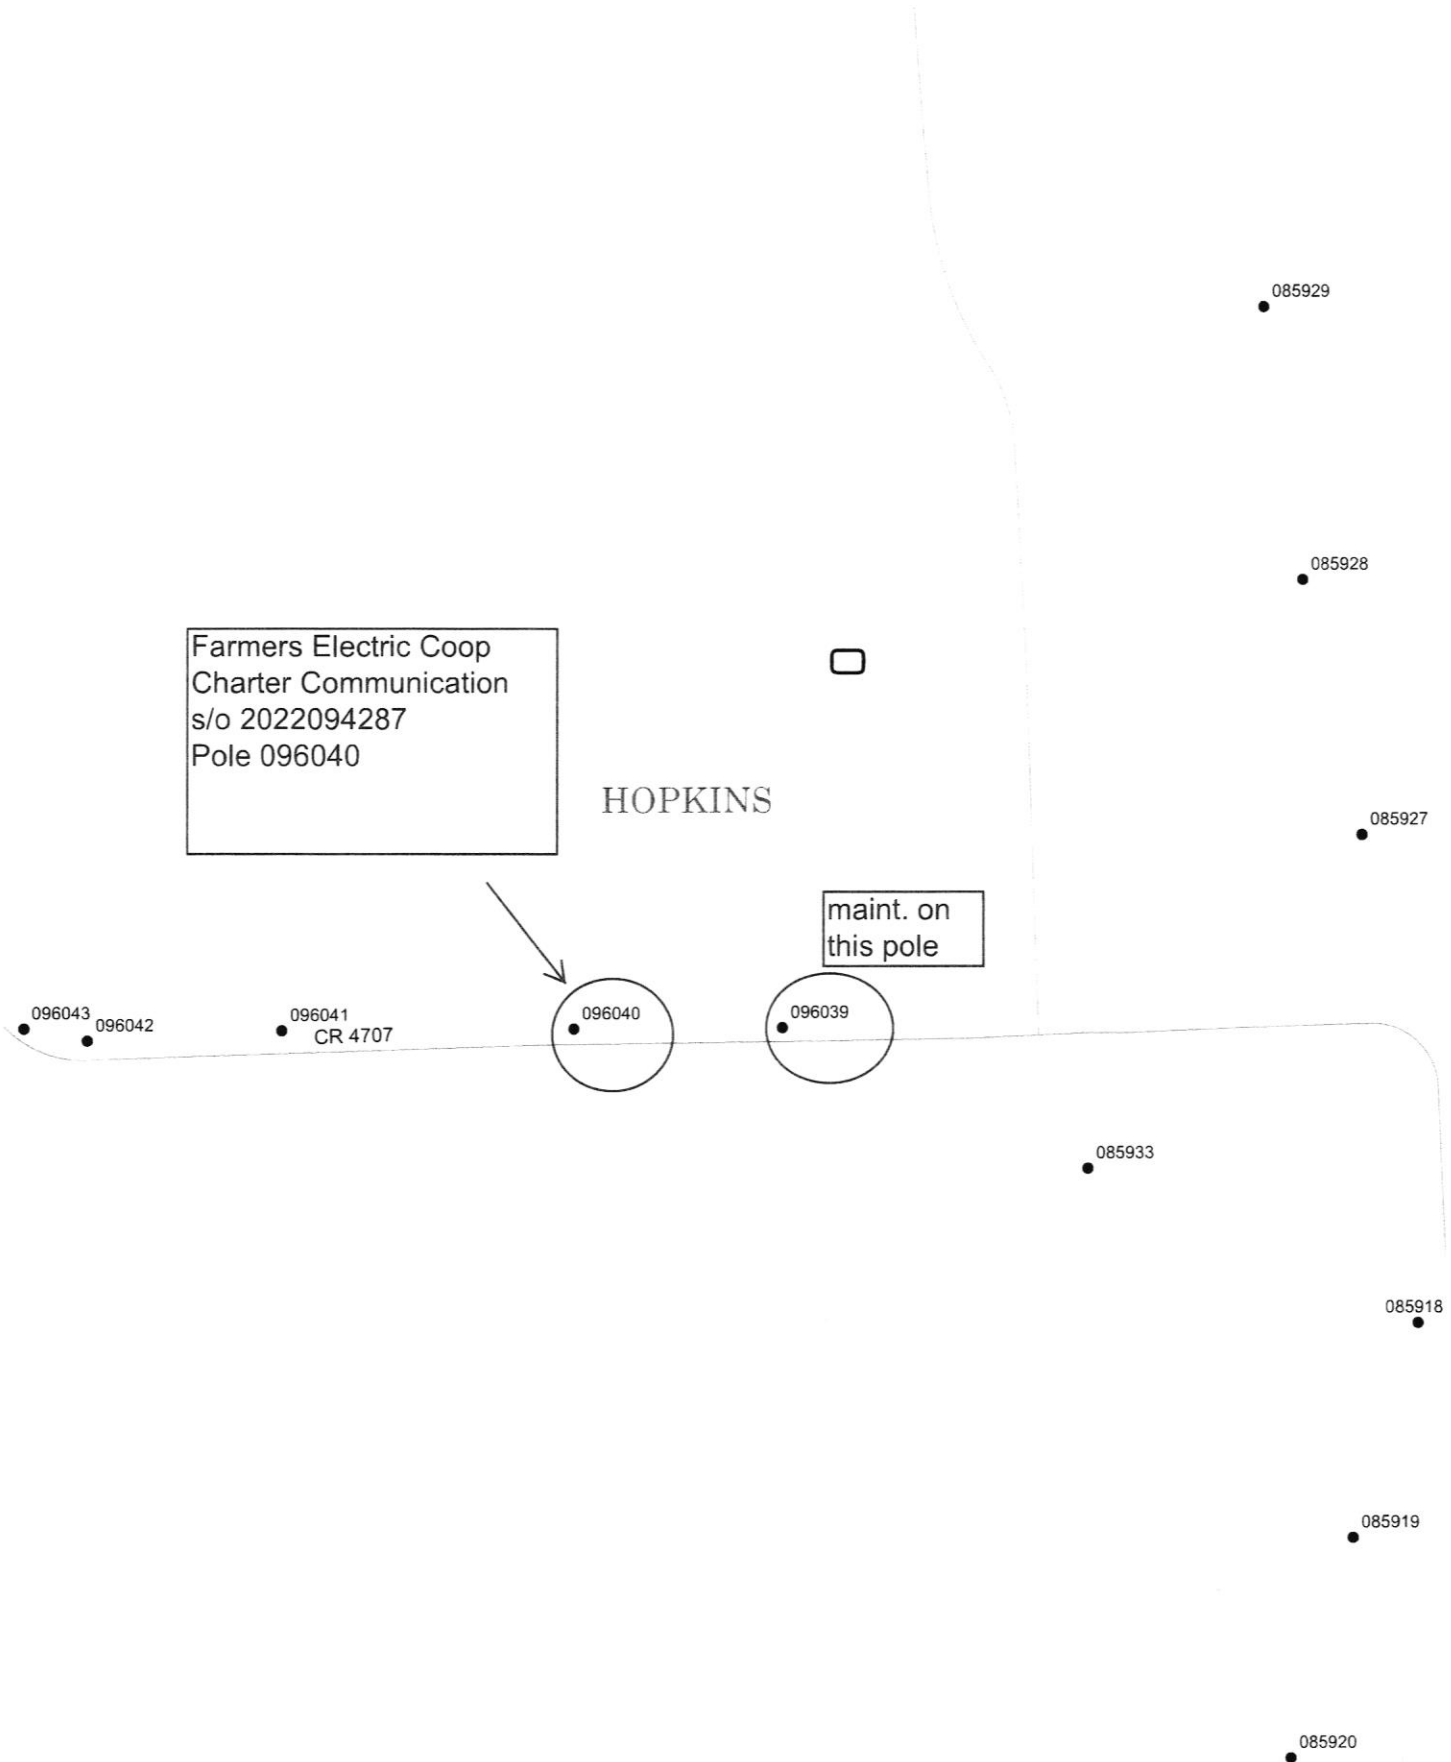 085929
085928
Farmers Electric Coop
Charter Communication
s/o 2022094287
Pole 096040
HOPKINS
085927
maint. on
this pole
096043
096042
096041
CR 4707
096040
096039
085933
085918
085919
085920